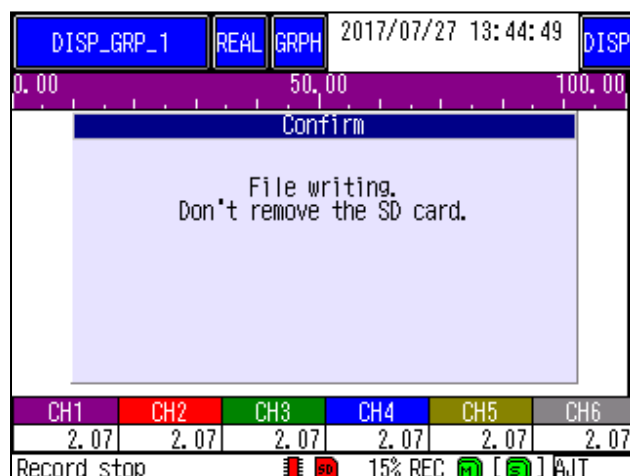 DISP_GRP_1 REAL GRPH 2017/07/27 13:44:49 DISP
0.00 50.00 100.00
Confirm
File writing.
Don't remove the SD card.
CH1 CH2 CH3 CH4 CH5 CH6
2.07 2.07 2.07 2.07 2.07 2.07
Record stop SD 15% REC M [S] AJT